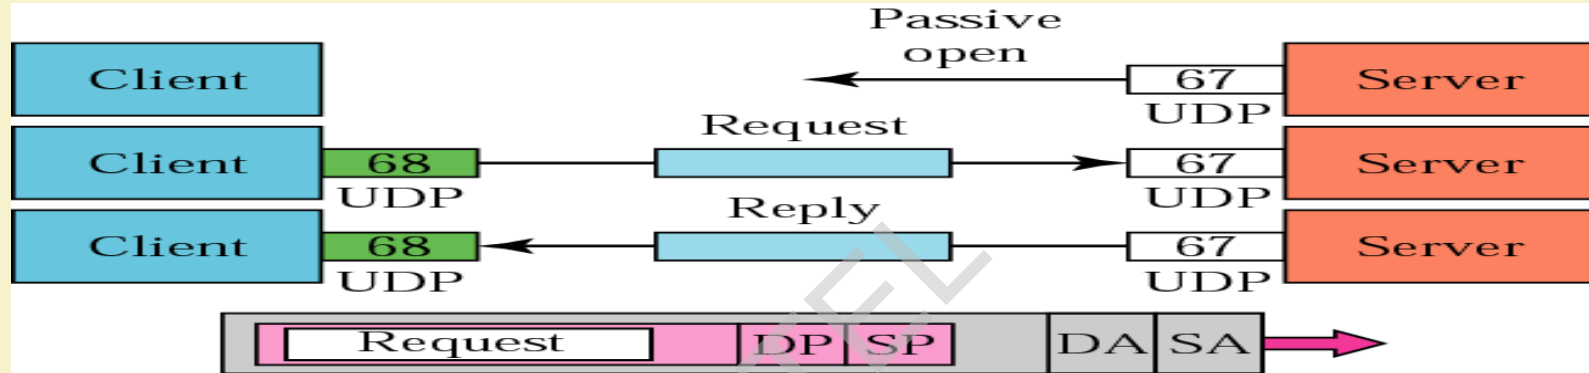 Passive
open
Client 67 Server
UDP
Request
Client 68 67 Server
UDP UDP
Reply
Client 68 67 Server
UDP UDP
Request DP SP DA SA